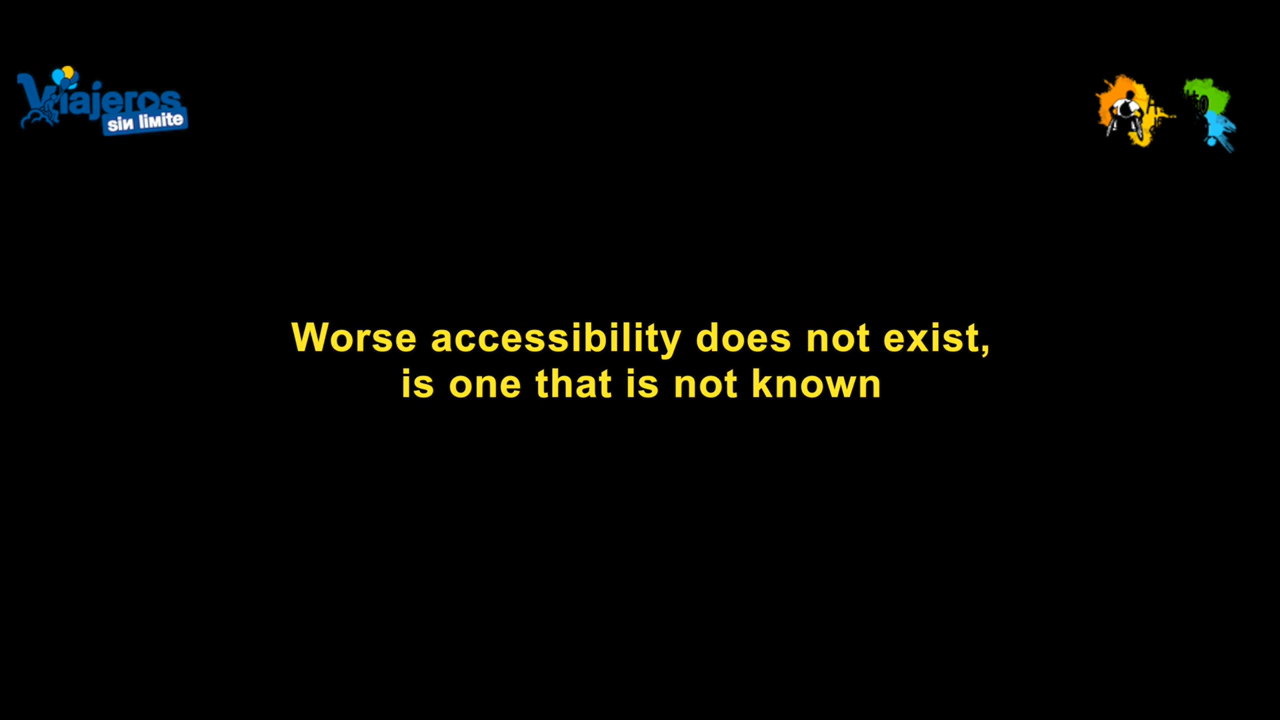 Viajeros
sin limite
Worse accessibility does not exist,
is one that is not known